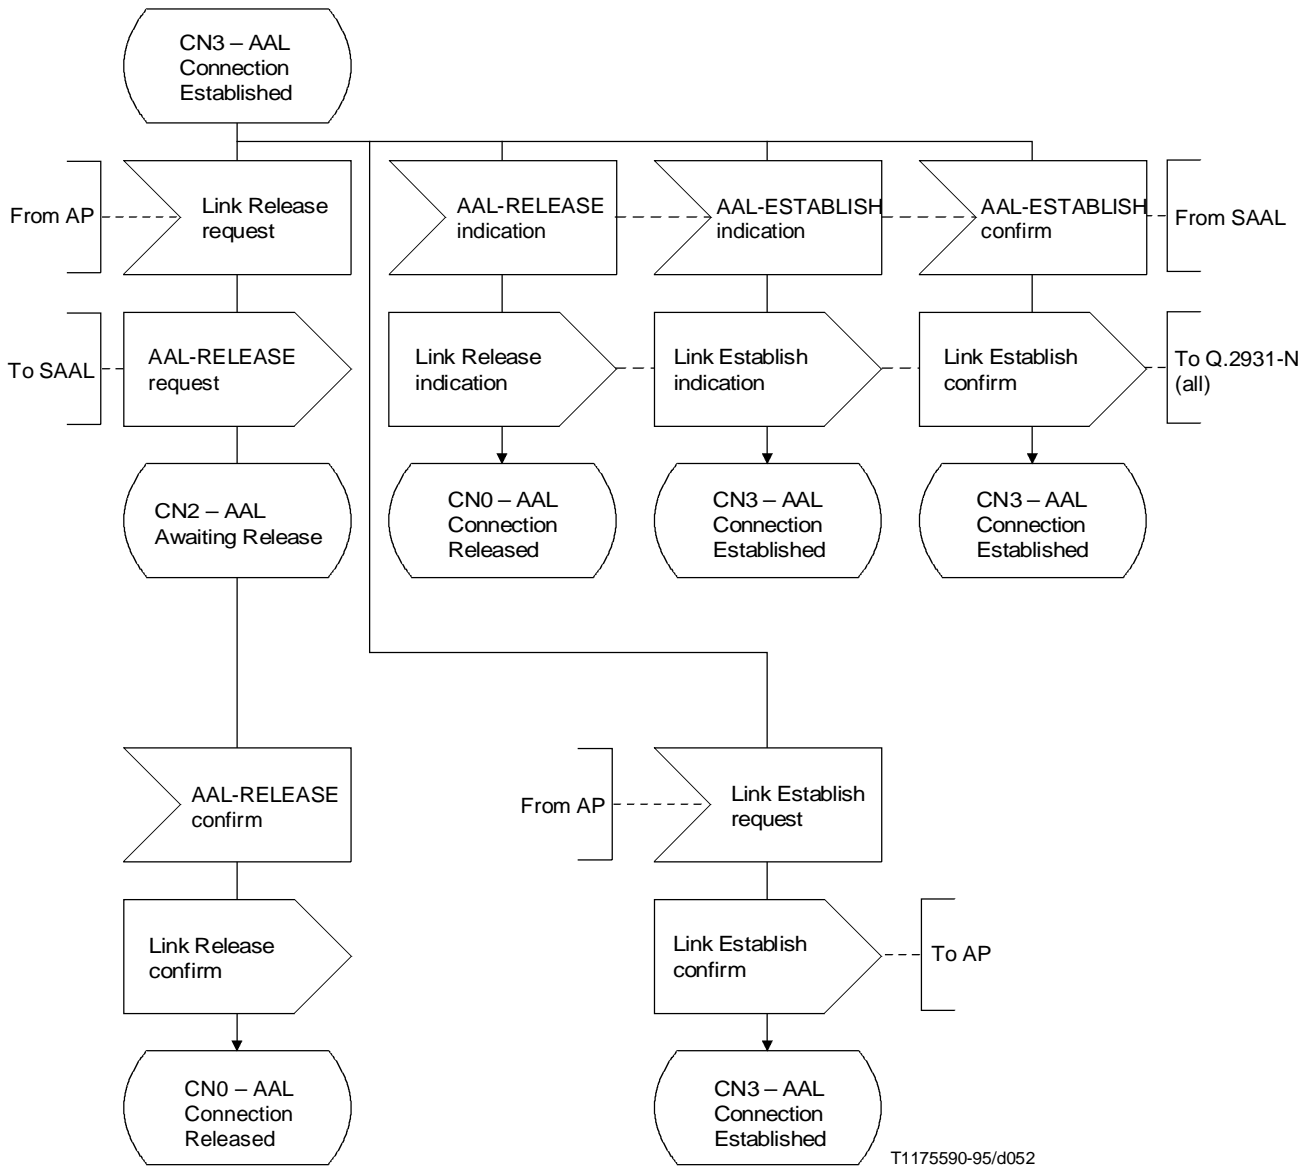 CN3 – AAL
Connection
Established
From AP
Link Release
request
AAL-RELEASE
indication
AAL-ESTABLISH
indication
AAL-ESTABLISH
confirm
From SAAL
To SAAL
AAL-RELEASE
request
Link Release
indication
Link Establish
indication
Link Establish
confirm
To Q.2931-N
(all)
CN2 – AAL
Awaiting Release
CN0 – AAL
Connection
Released
CN3 – AAL
Connection
Established
CN3 – AAL
Connection
Established
AAL-RELEASE
confirm
From AP
Link Establish
request
Link Release
confirm
Link Establish
confirm
To AP
CN0 – AAL
Connection
Released
CN3 – AAL
Connection
Established
T1175590-95/d052